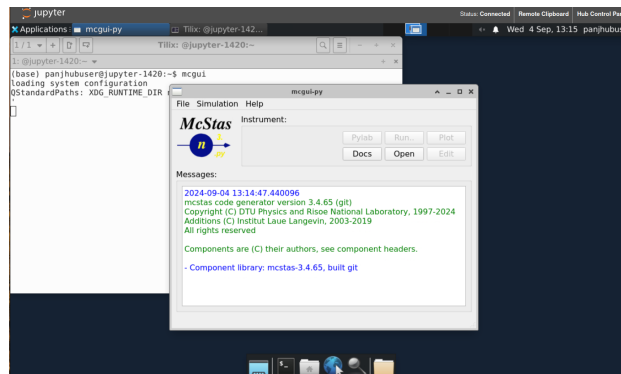 jupyter
Status: Connected Remote Clipboard Hub Control Pa
Applications mcgui-py Tilix: @jupyter-142... Wed 4 Sep, 13:15 panjhubus
1 / 1 Tilix: @jupyter-1420:~
1: @jupyter-1420:~
(base) panjhubuser@jupyter-1420:~$ mcgui
loading system configuration
QStandardPaths: XDG_RUNTIME_DIR
mcgui-py
File Simulation Help
McStas
n
Instrument:
Pylab Run.. Plot
Docs Open Edit
Messages:
2024-09-04 13:14:47.440096
mcstas code generator version 3.4.65 (git)
Copyright (C) DTU Physics and Risoe National Laboratory, 1997-2024
Additions (C) Institut Laue Langevin, 2003-2019
All rights reserved
Components are (C) their authors, see component headers.
- Component library: mcstas-3.4.65, built git